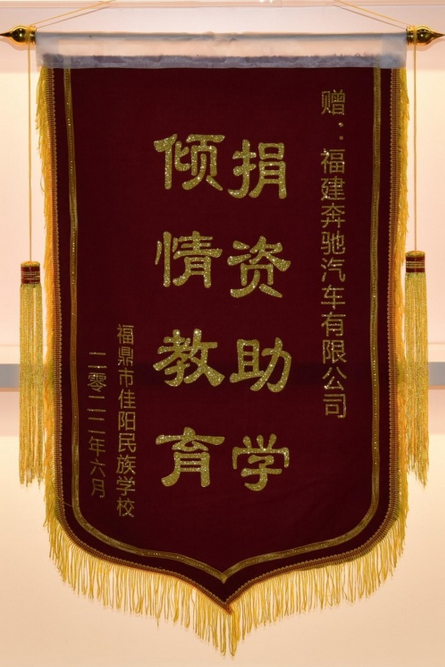 赠：福建奔驰汽车有限公司
捐资助学
倾情教育
福鼎市佳阳民族学校
二零二一年六月